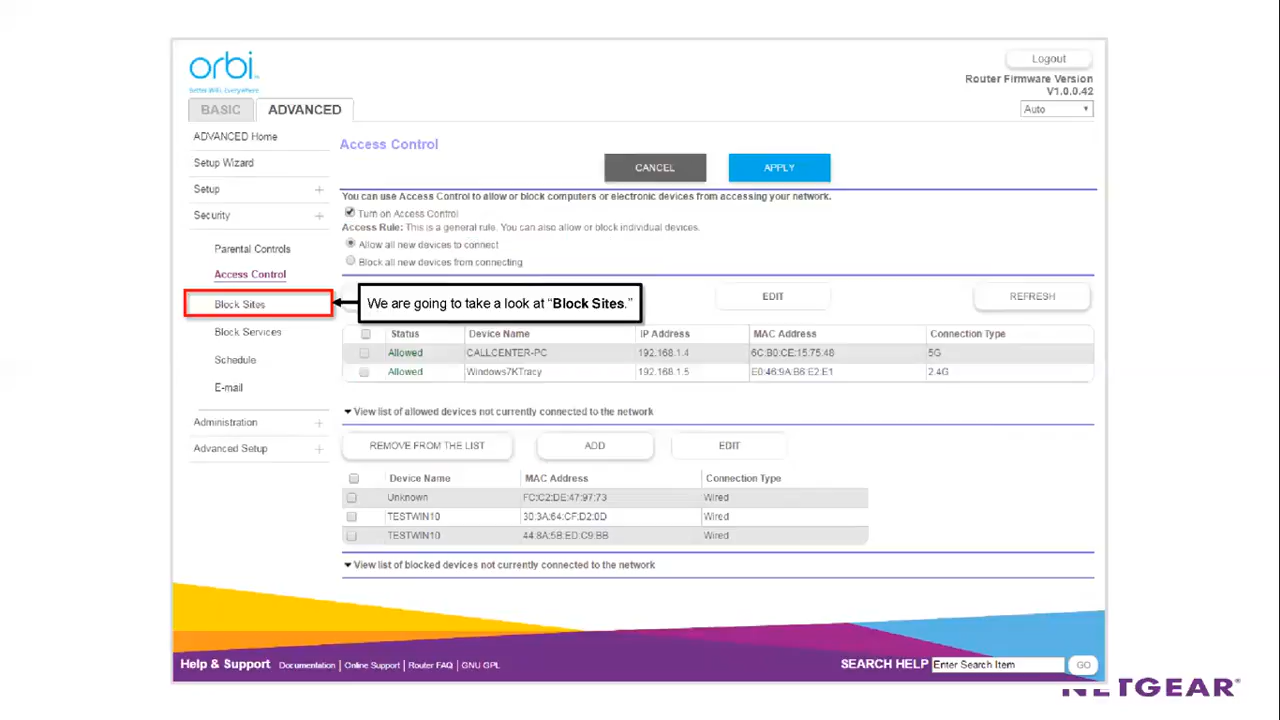 orbi
Better WiFi. Everywhere.
Logout
Router Firmware Version
V1.0.0.42
Auto
BASIC
ADVANCED
ADVANCED Home
Setup Wizard
Setup
Security
Parental Controls
Access Control
Block Sites
Block Services
Schedule
E-mail
Administration
Advanced Setup
Access Control
CANCEL
APPLY
You can use Access Control to allow or block computers or electronic devices from accessing your network.
Turn on Access Control
Access Rule: This is a general rule. You can also allow or block individual devices.
Allow all new devices to connect
Block all new devices from connecting
We are going to take a look at “Block Sites.”
EDIT
REFRESH
Status Device Name IP Address MAC Address Connection Type
Allowed CALLCENTER-PC 192.168.1.4 6C:B0:CE:15:75:48 5G
Allowed Windows7KTracy 192.168.1.5 E0:46:9A:B6:E2:E1 2.4G
View list of allowed devices not currently connected to the network
REMOVE FROM THE LIST
ADD
EDIT
Device Name MAC Address Connection Type
Unknown FC:C2:DE:47:97:73 Wired
TESTWIN10 30:3A:64:CF:D2:0D Wired
TESTWIN10 44:8A:5B:ED:C9:BB Wired
View list of blocked devices not currently connected to the network
Help & Support Documentation | Online Support | Router FAQ | GNU GPL
SEARCH HELP Enter Search Item GO
NETGEAR®